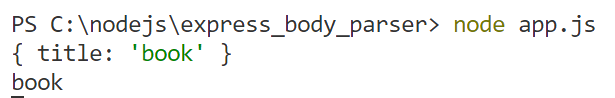 PS C:\nodejs\express_body_parser> node app.js
{ title: 'book' }
book